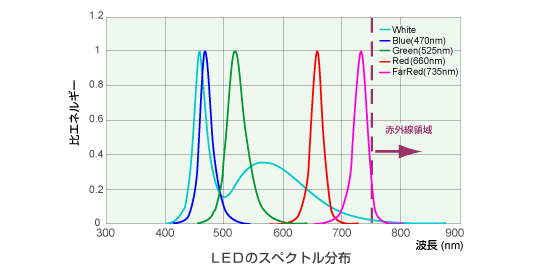 1.2
1
0.8
0.6
0.4
0.2
0
比エネルギー
White
Blue(470nm)
Green(525nm)
Red(660nm)
FarRed(735nm)
赤外線領域
300 400 500 600 700 800 900
波長 (nm)
LEDのスペクトル分布